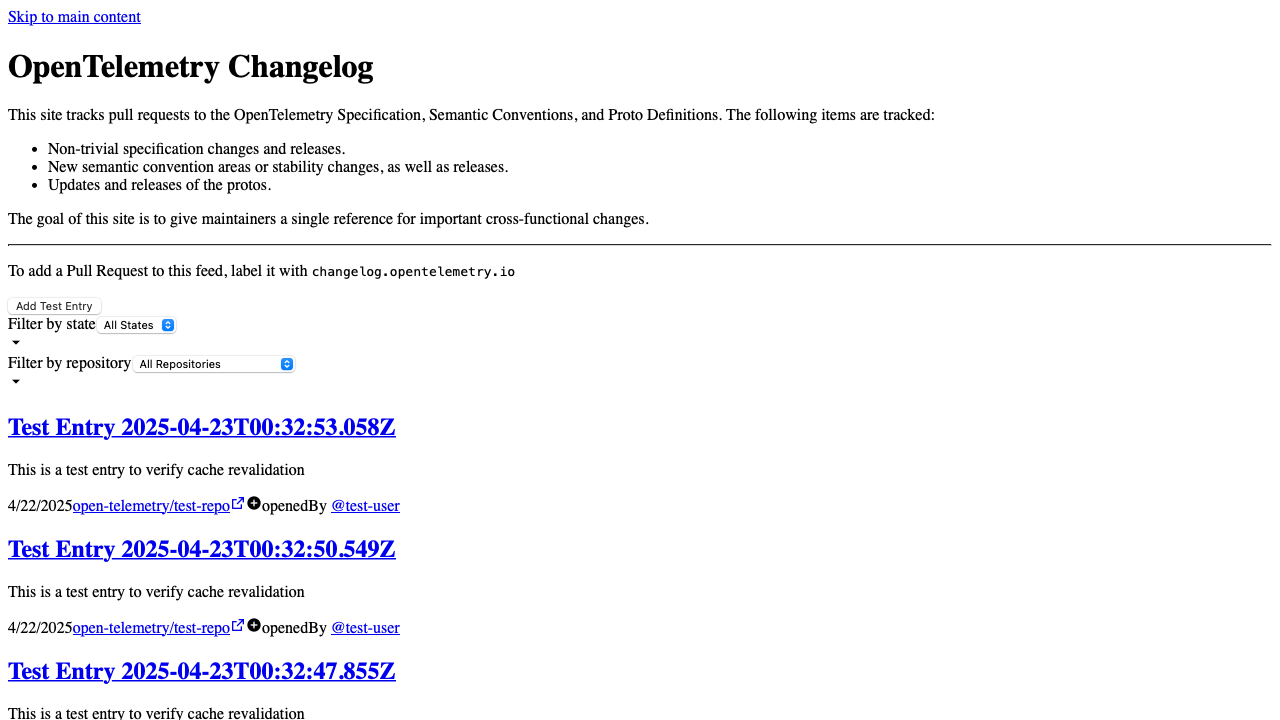 Skip to main content
OpenTelemetry Changelog
This site tracks pull requests to the OpenTelemetry Specification, Semantic Conventions, and Proto Definitions. The following items are tracked:
Non-trivial specification changes and releases.
New semantic convention areas or stability changes, as well as releases.
Updates and releases of the protos.
The goal of this site is to give maintainers a single reference for important cross-functional changes.
To add a Pull Request to this feed, label it with changelog.opentelemetry.io
Add Test Entry
Filter by state All States
Filter by repository All Repositories
Test Entry 2025-04-23T00:32:53.058Z
This is a test entry to verify cache revalidation
4/22/2025open-telemetry/test-repo openedBy @test-user
Test Entry 2025-04-23T00:32:50.549Z
This is a test entry to verify cache revalidation
4/22/2025open-telemetry/test-repo openedBy @test-user
Test Entry 2025-04-23T00:32:47.855Z
This is a test entry to verify cache revalidation